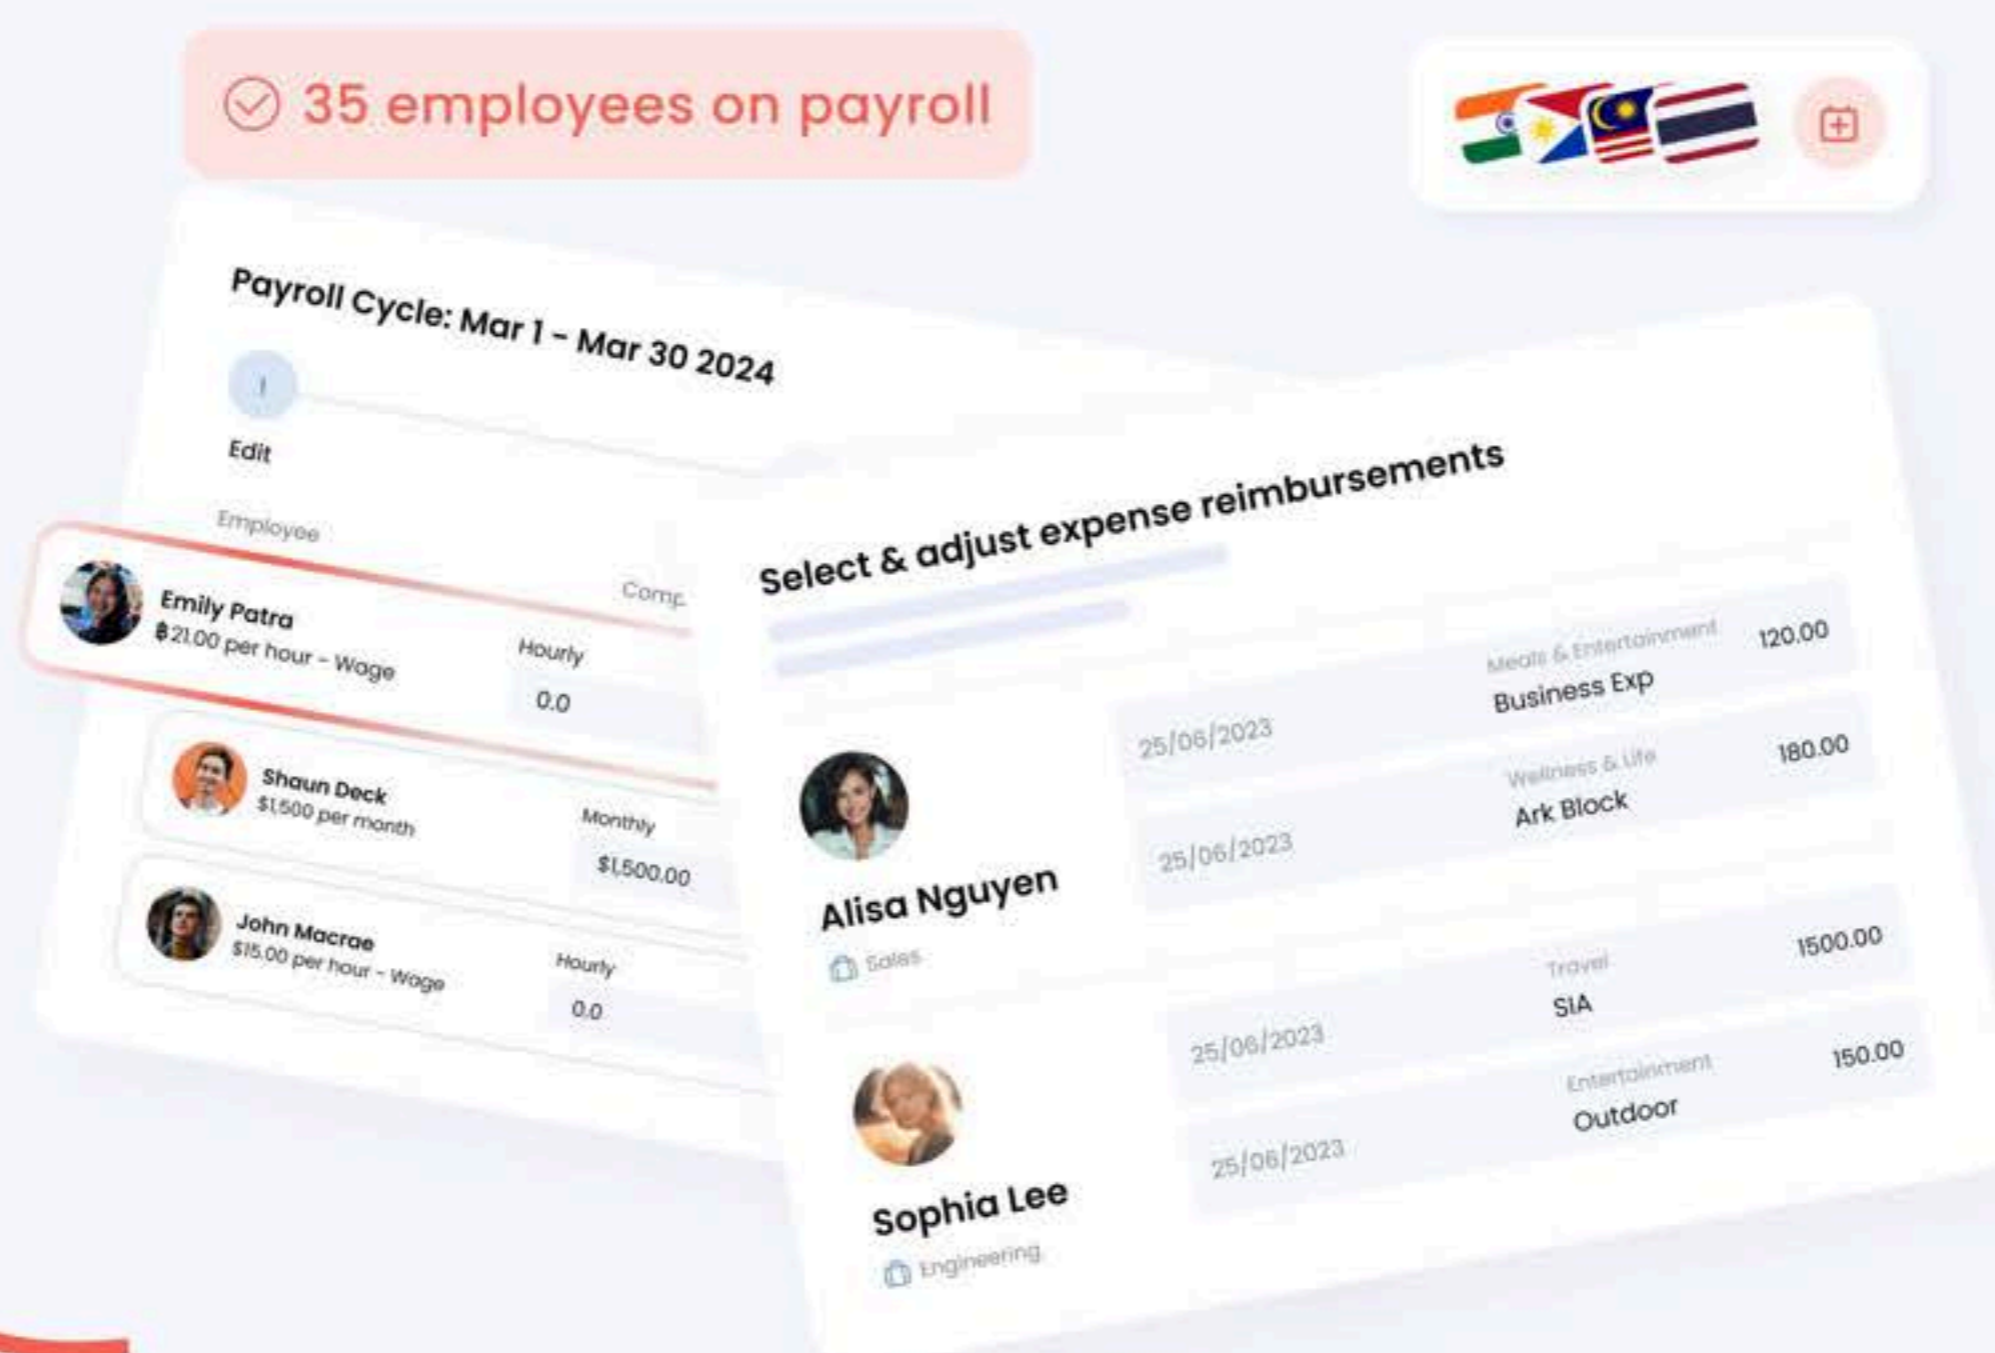 35 employees on payroll
Payroll Cycle: Mar 1 - Mar 30 2024
1
Edit
Employee
Emily Patra
฿21.00 per hour - Wage
Hourly
0.0
Shaun Deck
$1,500 per month
Monthly
$1,500.00
John Macrae
$15.00 per hour - Wage
Hourly
0.0
Select & adjust expense reimbursements
Alisa Nguyen
Sales
25/06/2023
Meals & Entertainment
Business Exp
120.00
25/06/2023
Wellness & Life
Ark Block
180.00
Sophia Lee
Engineering
25/06/2023
Travel
SIA
1500.00
25/06/2023
Entertainment
Outdoor
150.00